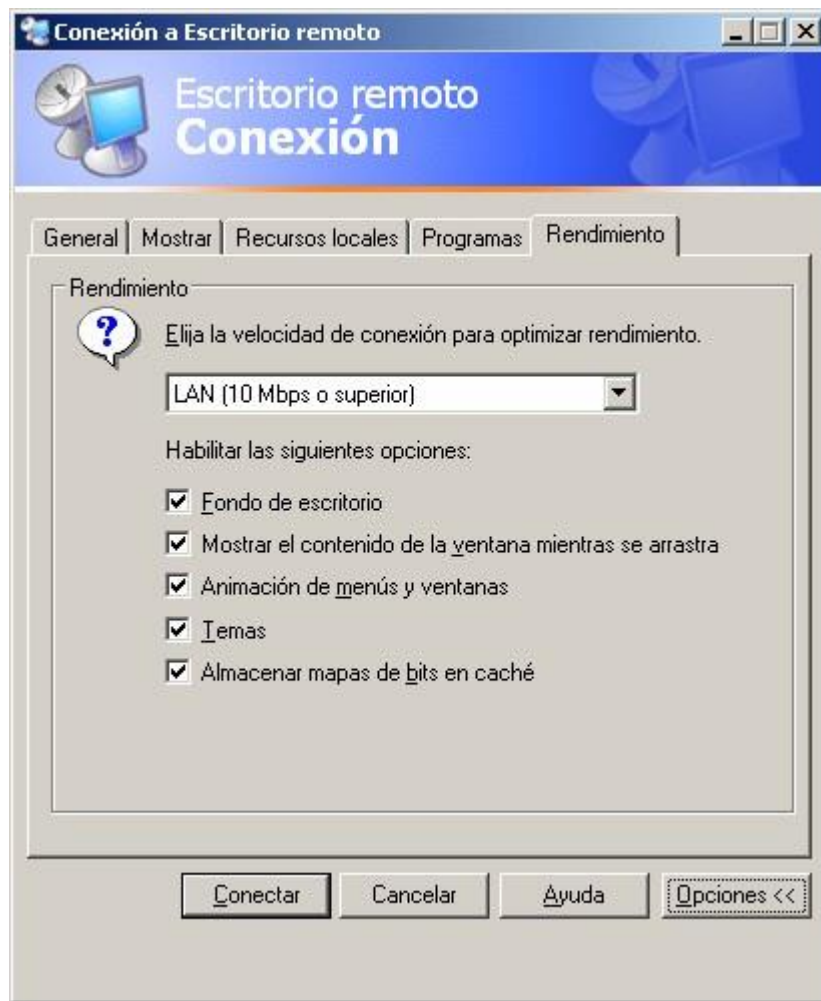 Conexión a Escritorio remoto
Escritorio remoto
Conexión
General Mostrar Recursos locales Programas Rendimiento
Rendimiento
Elija la velocidad de conexión para optimizar rendimiento.
LAN (10 Mbps o superior)
Habilitar las siguientes opciones:
Fondo de escritorio
Mostrar el contenido de la ventana mientras se arrastra
Animación de menús y ventanas
Temas
Almacenar mapas de bits en caché
Conectar Cancelar Ayuda Opciones <<